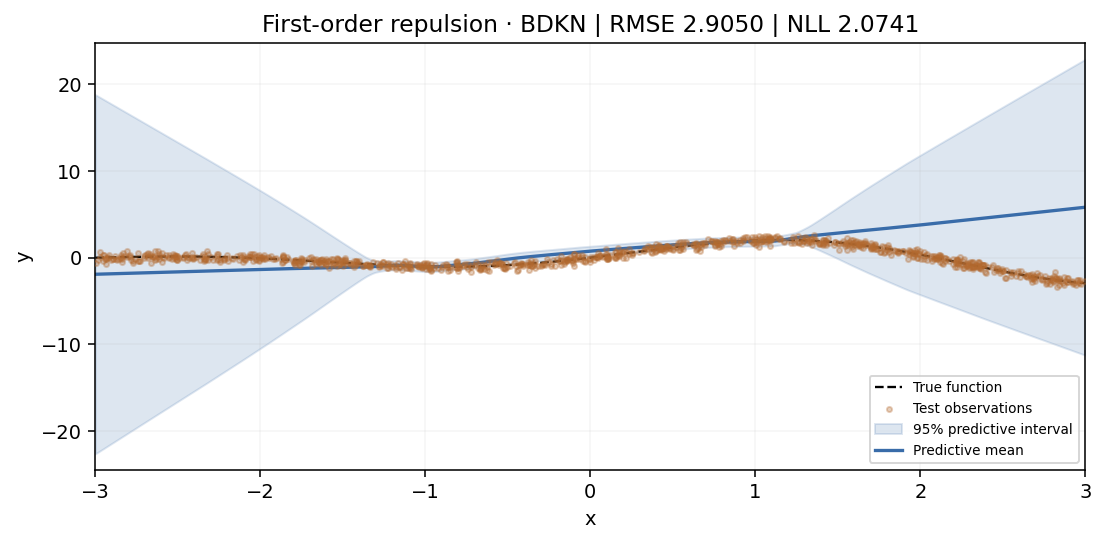 First-order repulsion · BDKN | RMSE 2.9050 | NLL 2.0741
20
10
0
−10
−20
y
−3
−2
−1
0
1
2
3
x
True function
Test observations
95% predictive interval
Predictive mean